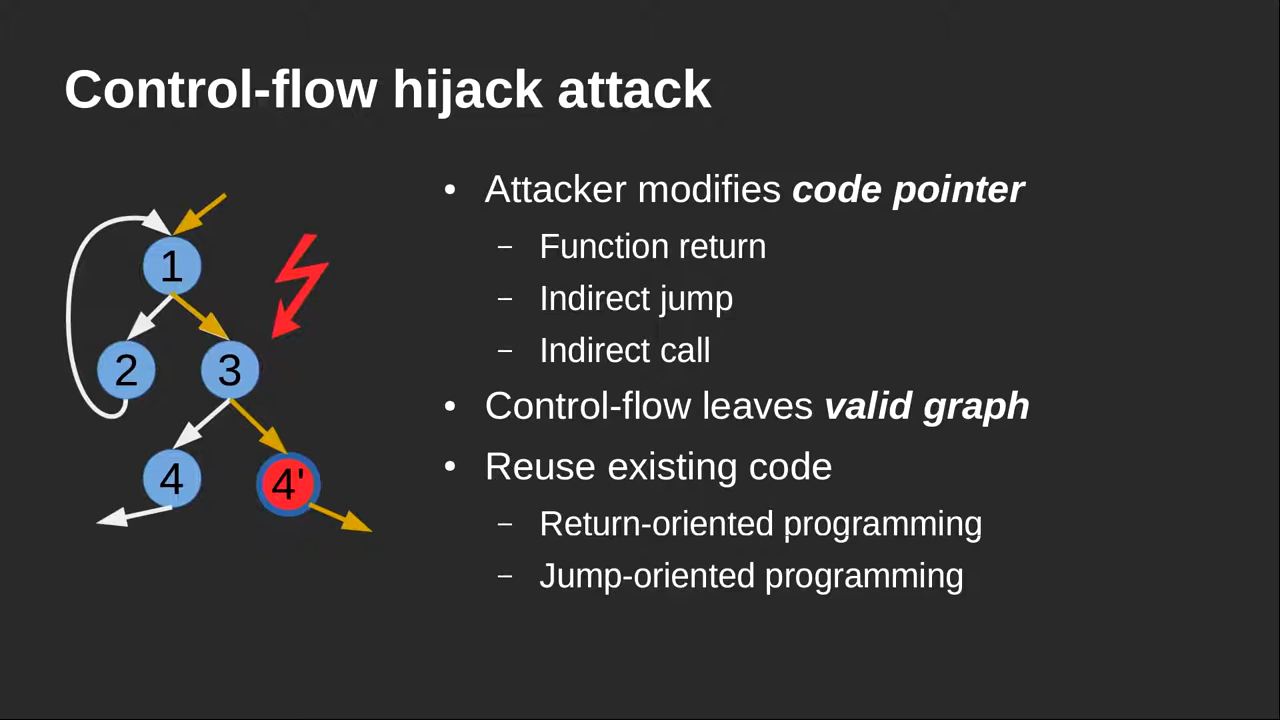 Control-flow hijack attack
1
2
3
4
4'
• Attacker modifies code pointer
– Function return
– Indirect jump
– Indirect call
• Control-flow leaves valid graph
• Reuse existing code
– Return-oriented programming
– Jump-oriented programming